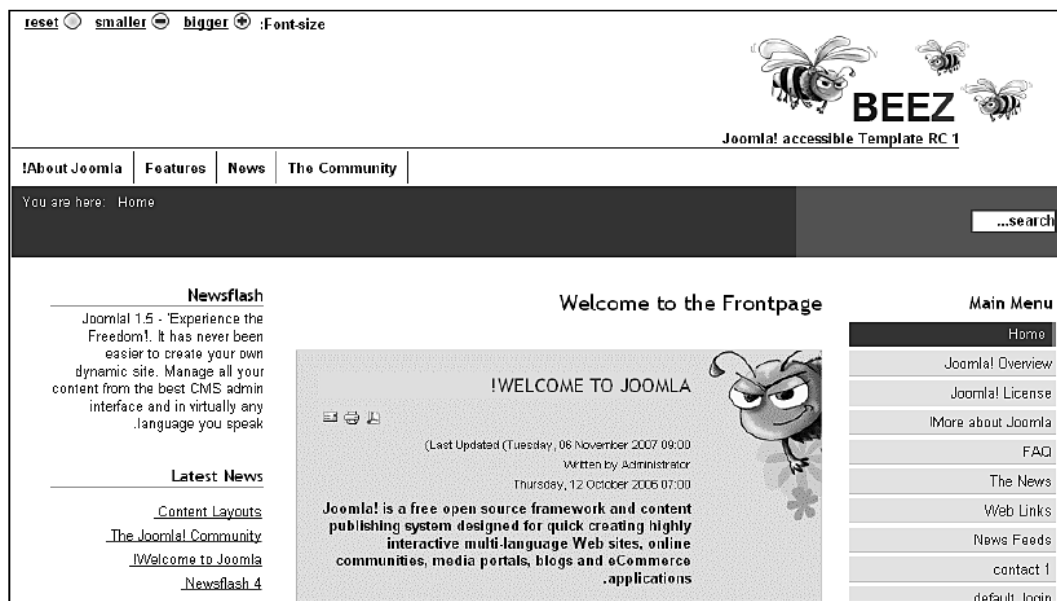 reset smaller bigger :Font-size
BEEZ
Joomla! accessible Template RC 1
!About Joomla Features News The Community
You are here: Home
...search
Newsflash
Joomla! 1.5 - 'Experience the
Freedom'!. It has never been
easier to create your own
dynamic site. Manage all your
content from the best CMS admin
interface and in virtually any
.language you speak
Latest News
Content Layouts
The Joomla! Community
!Welcome to Joomla
Newsflash 4
Welcome to the Frontpage
!WELCOME TO JOOMLA
(Last Updated (Tuesday, 06 November 2007 09:00
Written by Administrator
Thursday, 12 October 2006 07:00
Joomla! is a free open source framework and content
publishing system designed for quick creating highly
interactive multi-language Web sites, online
communities, media portals, blogs and eCommerce
.applications
Main Menu
Home
Joomla! Overview
Joomla! License
!More about Joomla
FAQ
The News
Web Links
News Feeds
contact 1
default_login